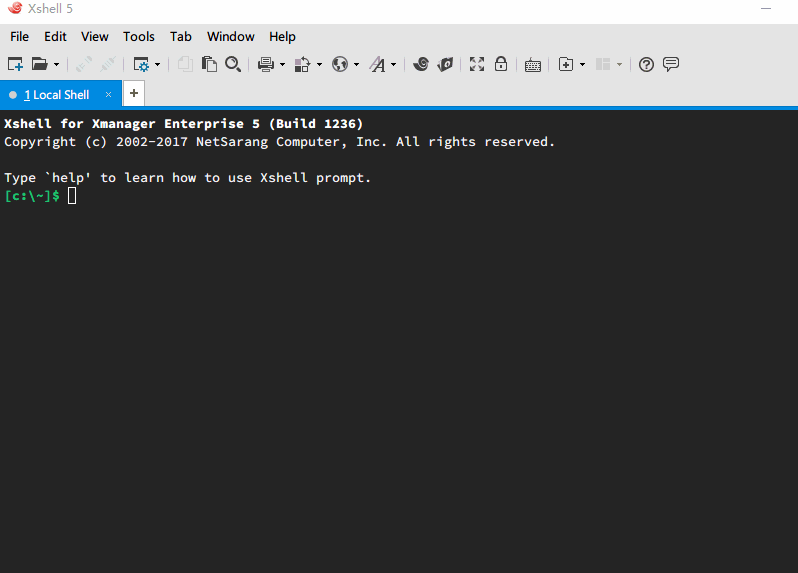 Xshell 5
File Edit View Tools Tab Window Help
1 Local Shell × +
Xshell for Xmanager Enterprise 5 (Build 1236)
Copyright (c) 2002-2017 NetSarang Computer, Inc. All rights reserved.
Type `help' to learn how to use Xshell prompt.
[c:\~]$